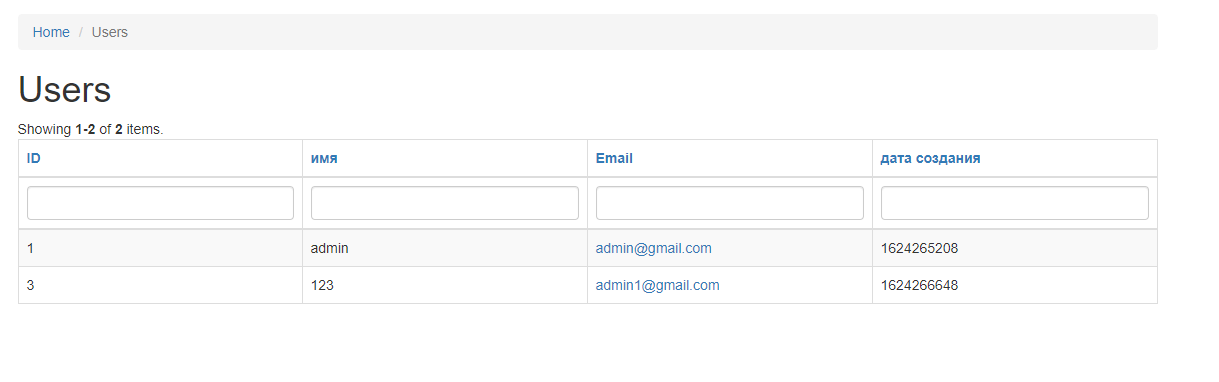 Home / Users
Users
Showing 1-2 of 2 items.
ID имя Email дата создания
1 admin admin@gmail.com 1624265208
3 123 admin1@gmail.com 1624266648